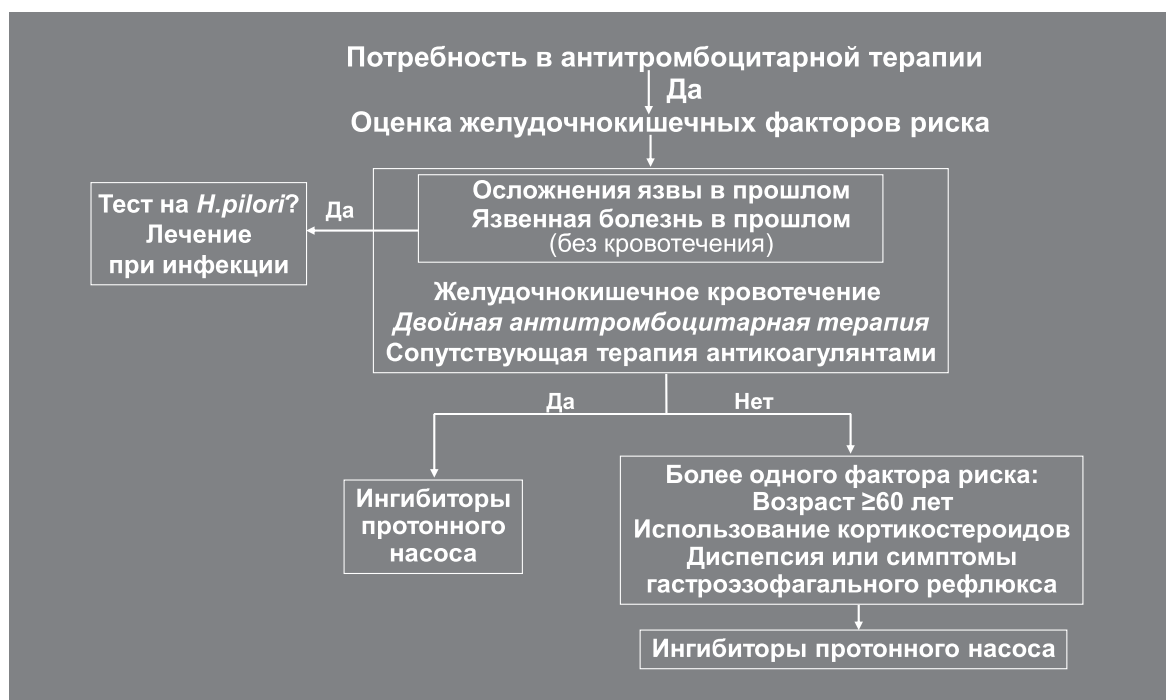 Потребность в антитромбоцитарной терапии
Да
Оценка желудочнокишечных факторов риска
Осложнения язвы в прошлом
Язвенная болезнь в прошлом
(без кровотечения)
Да
Тест на H.pilori?
Лечение
при инфекции
Желудочнокишечное кровотечение
Двойная антитромбоцитарная терапия
Сопутствующая терапия антикоагулянтами
Да
Нет
Ингибиторы
протонного
насоса
Более одного фактора риска:
Возраст ≥60 лет
Использование кортикостероидов
Диспепсия или симптомы
гастроэзофагального рефлюкса
Ингибиторы протонного насоса